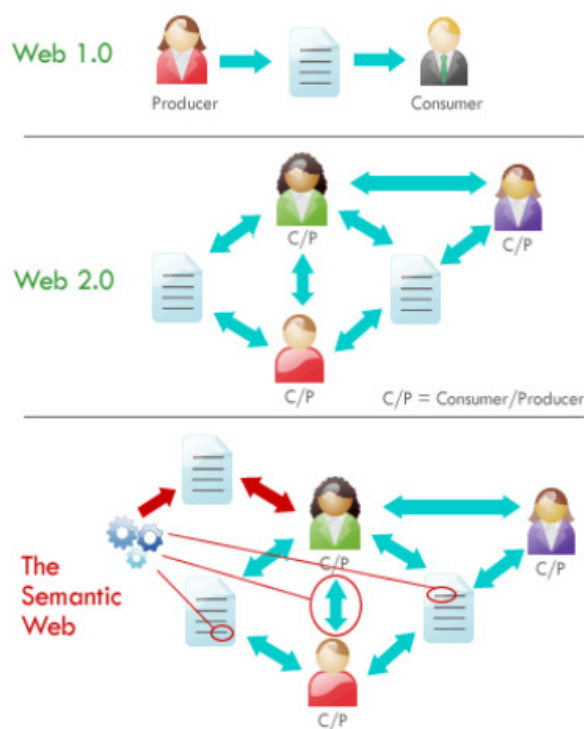 Web 1.0
Producer
Consumer
C/P
C/P
Web 2.0
C/P
C/P = Consumer/Producer
C/P
C/P
The
Semantic
Web
C/P